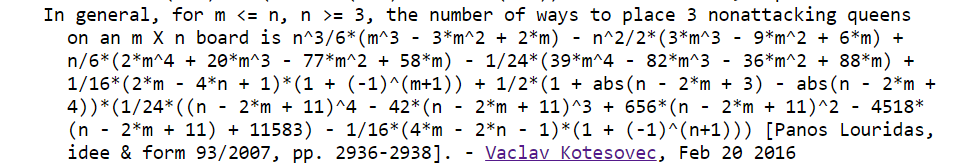 In general, for m <= n, n >= 3, the number of ways to place 3 nonattacking queens
on an m X n board is n^3/6*(m^3 - 3*m^2 + 2*m) - n^2/2*(3*m^3 - 9*m^2 + 6*m) +
n/6*(2*m^4 + 20*m^3 - 77*m^2 + 58*m) - 1/24*(39*m^4 - 82*m^3 - 36*m^2 + 88*m) +
1/16*(2*m - 4*n + 1)*(1 + (-1)^(m+1)) + 1/2*(1 + abs(n - 2*m + 3) - abs(n - 2*m +
4))*(1/24*((n - 2*m + 11)^4 - 42*(n - 2*m + 11)^3 + 656*(n - 2*m + 11)^2 - 4518*
(n - 2*m + 11) + 11583) - 1/16*(4*m - 2*n - 1)*(1 + (-1)^(n+1))) [Panos Louridas,
idee & form 93/2007, pp. 2936-2938]. - Vaclav Kotesovec, Feb 20 2016